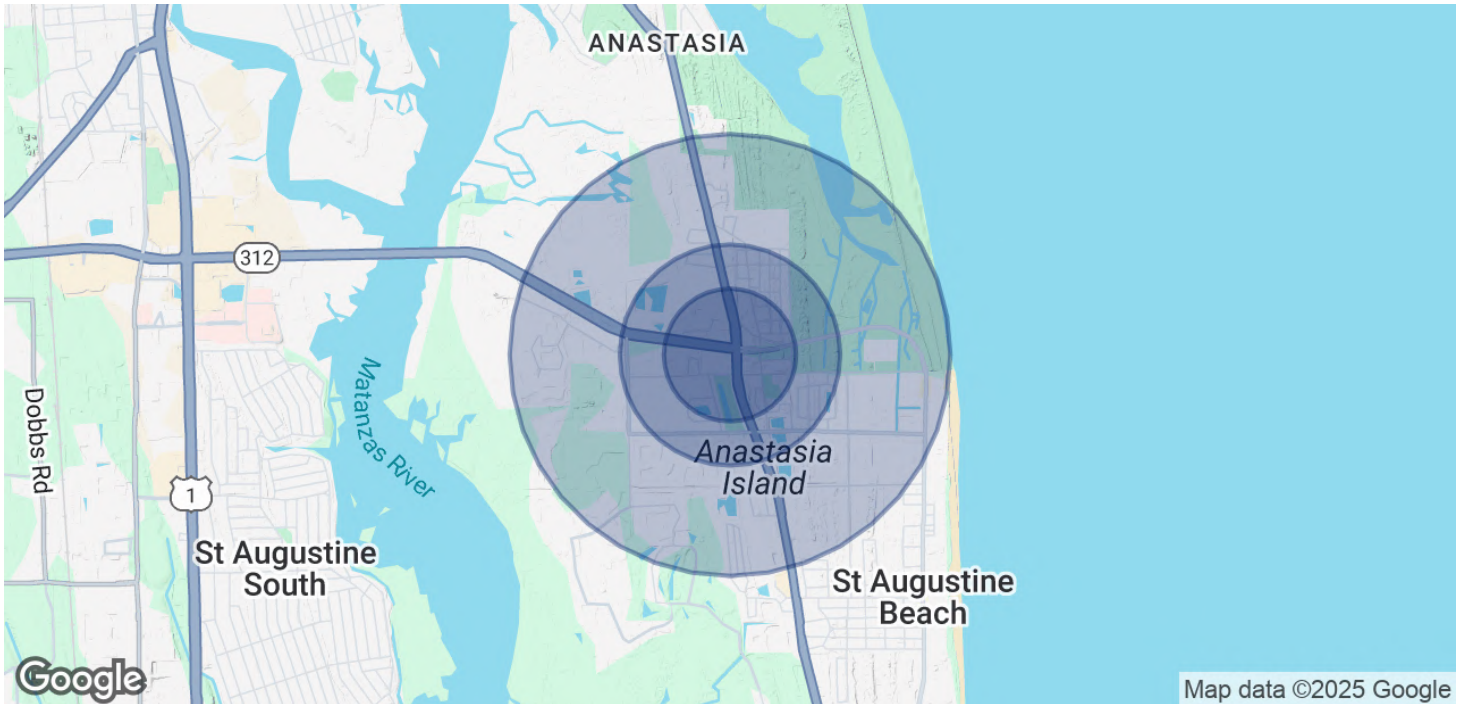 ANASTASIA
312
Matanzas River
Dobbs Rd
Anastasia
Island
1
St Augustine
South
St Augustine
Beach
Google
Map data ©2025 Google